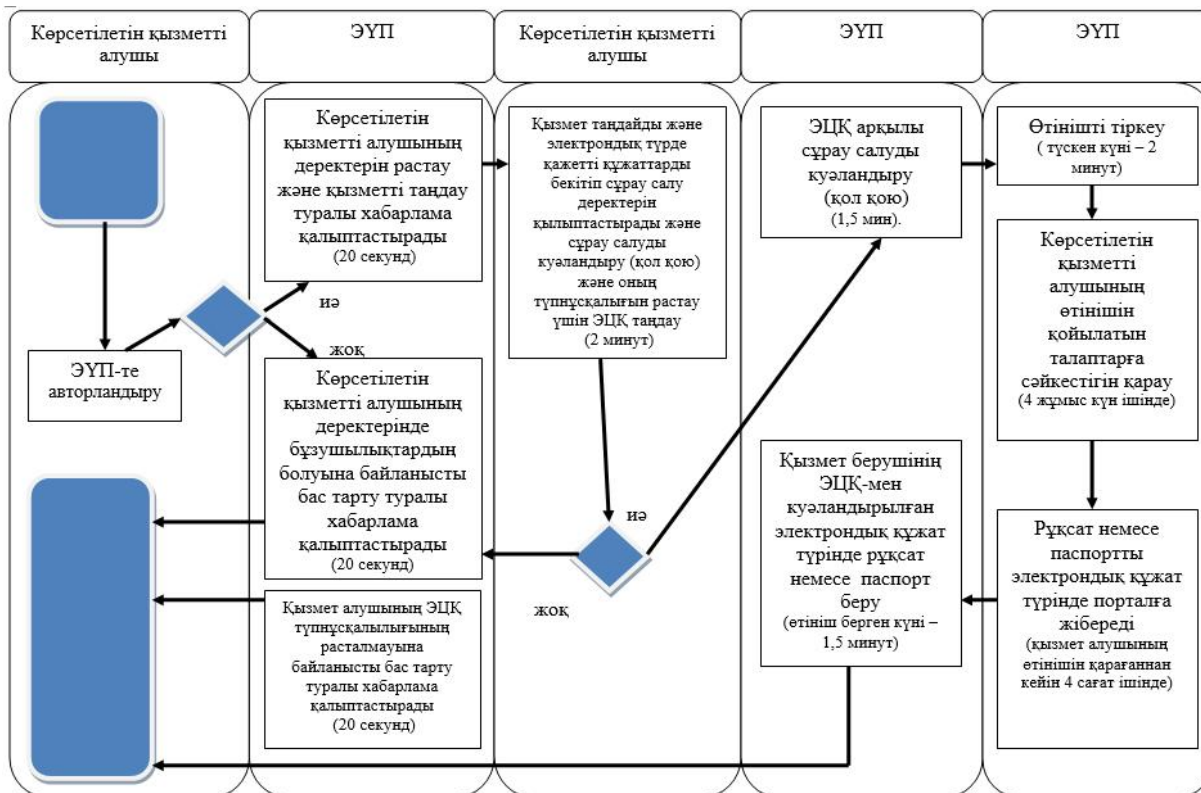 Көрсетілетін қызметті
алушы
ЭҮП
Көрсетілетін қызметті
алушы
ЭҮП
ЭҮП
ЭҮП-те
авторландыру
Көрсетілетін
қызметті алушының
деректерін растау
және қызметті таңдау
туралы хабарлама
қалыптастырады
(20 секунд)
иә
жоқ
Көрсетілетін
қызметті алушының
деректерінде
бұзушылықтардың
болуына байланысты
бас тарту туралы
хабарлама
қалыптастырады
(20 секунд)
Қызмет алушының ЭЦҚ
түпнұсқалылығының
расталмауына
байланысты бас тарту
туралы хабарлама
қалыптастырады
(20 секунд)
Қызмет таңдайды және
электрондық түрде
қажетті құжаттарды
бекітіп сұрау салу
деректерін
қылыптастырады және
сұрау салуды
куәландыру (қол қою)
және оның
түпнұсқалығын растау
үшін ЭЦҚ таңдау
(2 минут)
иә
жоқ
ЭЦҚ арқылы
сұрау салуды
куәландыру
(қол қою)
(1,5 мин).
Қызмет берушінің
ЭЦҚ-мен
куәландырылған
электрондық құжат
түрінде рұқсат
немесе паспорт
беру
(өтініш берген күні –
1,5 минут)
Өтінішті тіркеу
( түскен күні – 2
минут)
Көрсетілетін
қызметті
алушының
өтінішін
қойылатын
талаптарға
сәйкестігін қарау
(4 жұмыс күн ішінде)
Рұқсат немесе
паспортты
электрондық құжат
түрінде порталға
жібереді
(қызмет алушының
өтінішін қарағаннан
кейін 4 сағат ішінде)